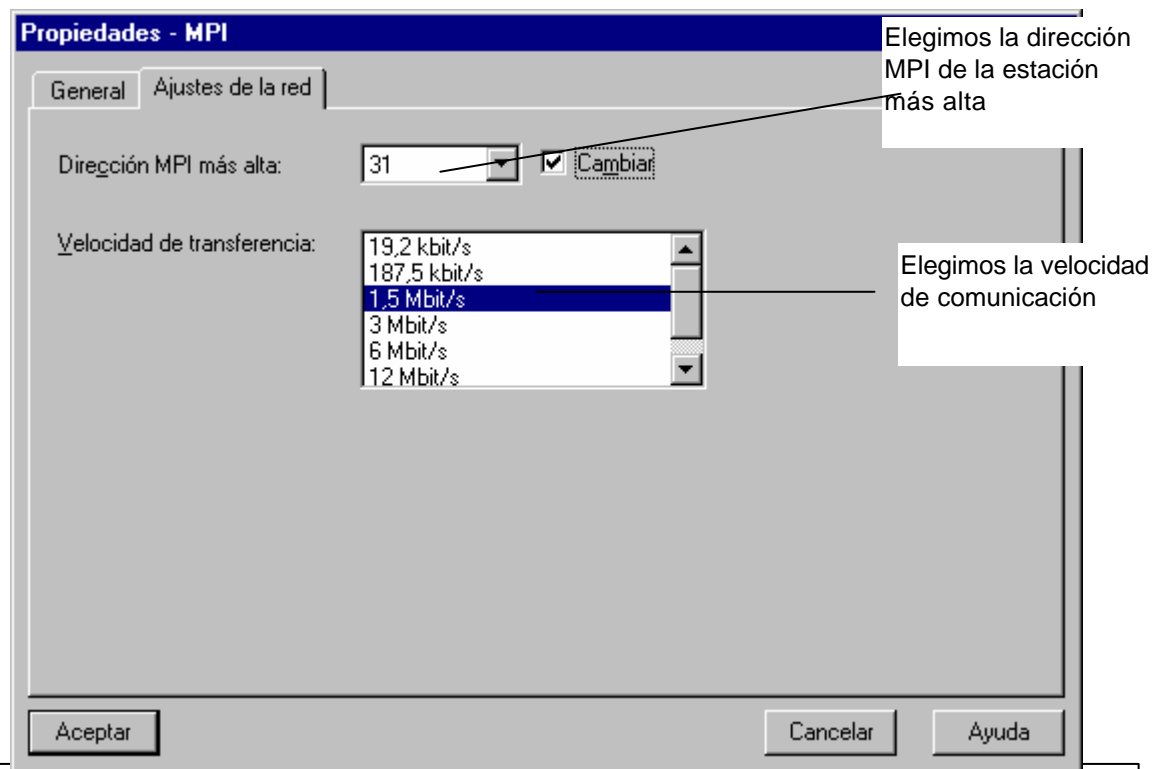 Propiedades - MPI
Elegimos la dirección
MPI de la estación
más alta
General
Ajustes de la red
Dirección MPI más alta:
31
Cambiar
Velocidad de transferencia:
19,2 kbit/s
187,5 kbit/s
1,5 Mbit/s
3 Mbit/s
6 Mbit/s
12 Mbit/s
Elegimos la velocidad
de comunicación
Aceptar
Cancelar
Ayuda